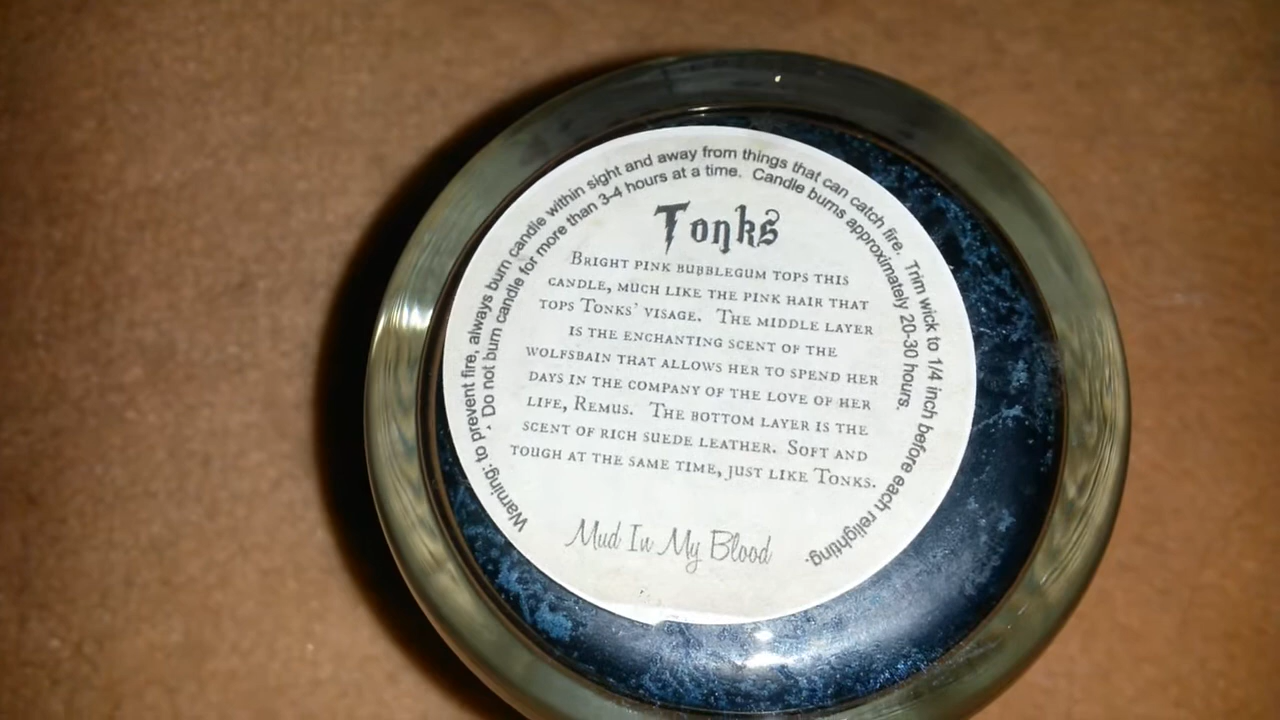 Warning: to prevent fire, always burn candle within sight and away from things that can catch fire. Trim wick to 1/4 inch before each relighting.
Do not burn candle for more than 3-4 hours at a time. Candle burns approximately 20-30 hours.
Tonks
Bright pink bubblegum tops this
candle, much like the pink hair that
tops Tonks' visage. The middle layer
is the enchanting scent of the
wolfsbain that allows her to spend her
days in the company of the love of her
life, Remus. The bottom layer is the
scent of rich suede leather. Soft and
tough at the same time, just like Tonks.
Mud In My Blood